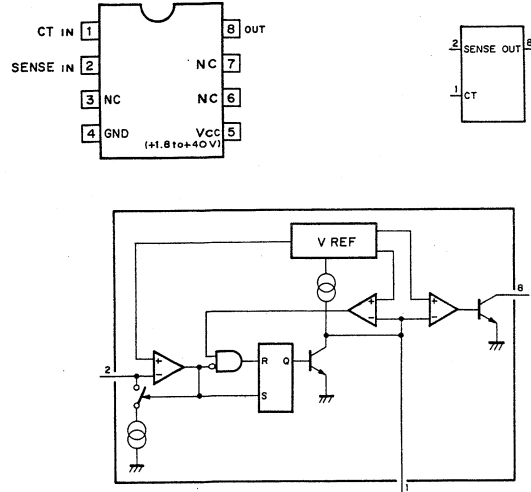 CT IN 1
8 OUT
SENSE IN 2
NC 7
3 NC
NC 6
4 GND
VCC 5
(+1.8 to +40V)
2 SENSE OUT 8
1 CT
V REF
+
-
+
-
8
+
-
2
R Q
S
1